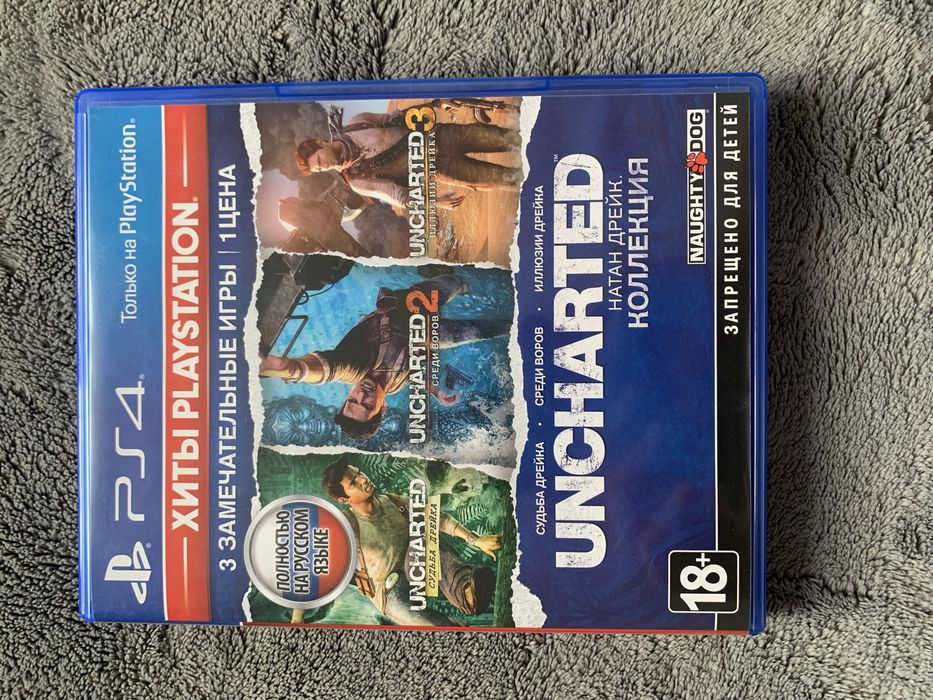 PS4
Только на PlayStation
ХИТЫ PLAYSTATION
3 ЗАМЕЧАТЕЛЬНЫЕ ИГРЫ | 1 ЦЕНА
ПОЛНОСТЬЮ
НА РУССКОМ
ЯЗЫКЕ
UNCHARTED
СУДЬБА ДРЕЙКА
UNCHARTED 2
СРЕДИ ВОРОВ
UNCHARTED 3
ИЛЛЮЗИИ ДРЕЙКА
СУДЬБА ДРЕЙКА • СРЕДИ ВОРОВ • ИЛЛЮЗИИ ДРЕЙКА
UNCHARTED™
НАТАН ДРЕЙК.
КОЛЛЕКЦИЯ
18+
NAUGHTY DOG
ЗАПРЕЩЕНО ДЛЯ ДЕТЕЙ